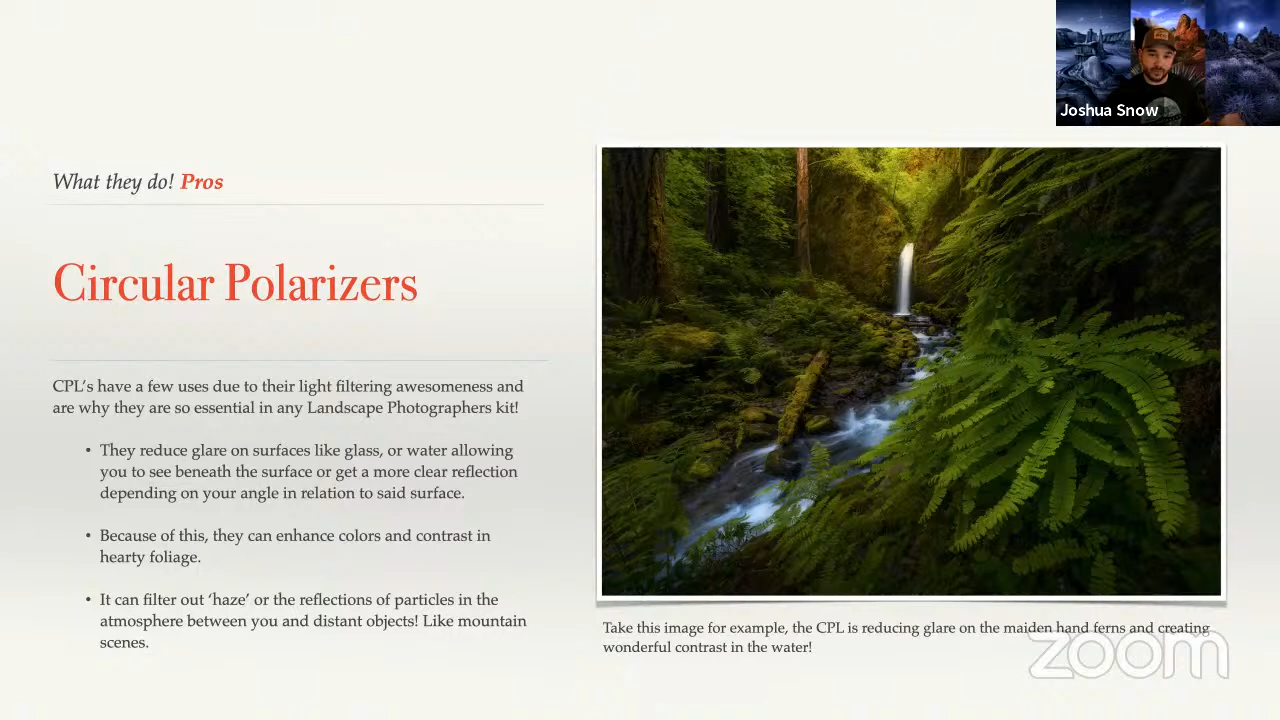 Joshua Snow
What they do! Pros
Circular Polarizers
CPL's have a few uses due to their light filtering awesomeness and
are why they are so essential in any Landscape Photographers kit!
• They reduce glare on surfaces like glass, or water allowing
you to see beneath the surface or get a more clear reflection
depending on your angle in relation to said surface.
• Because of this, they can enhance colors and contrast in
hearty foliage.
• It can filter out 'haze' or the reflections of particles in the
atmosphere between you and distant objects! Like mountain
scenes.
Take this image for example, the CPL is reducing glare on the maiden hand ferns and creating
wonderful contrast in the water!
zoom